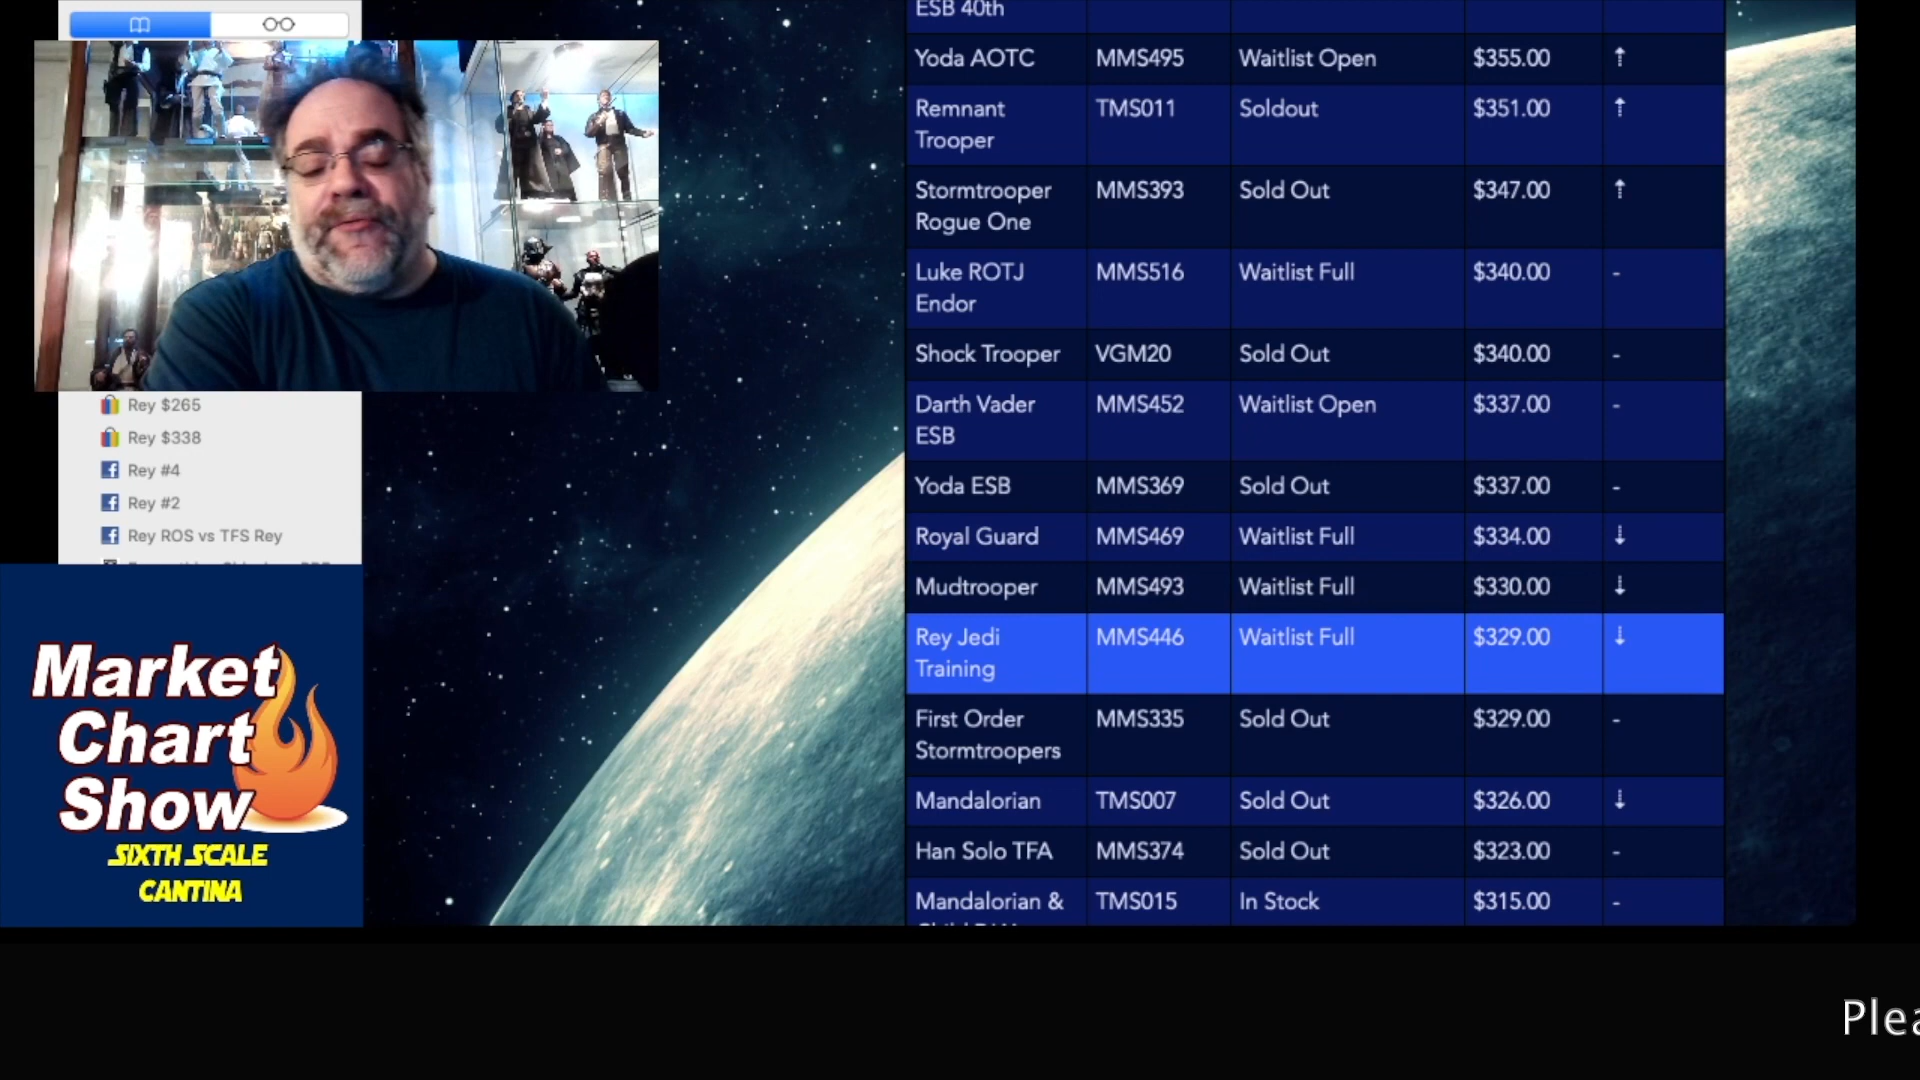 ESB 40th
Yoda AOTC MMS495 Waitlist Open $355.00 ⇡
Remnant TMS011 Soldout $351.00 ⇡
Trooper
Stormtrooper MMS393 Sold Out $347.00 ⇡
Rogue One
Luke ROTJ MMS516 Waitlist Full $340.00 -
Endor
Shock Trooper VGM20 Sold Out $340.00 -
Darth Vader MMS452 Waitlist Open $337.00 -
ESB
Yoda ESB MMS369 Sold Out $337.00 -
Royal Guard MMS469 Waitlist Full $334.00 ⇣
Mudtrooper MMS493 Waitlist Full $330.00 ⇣
Rey Jedi MMS446 Waitlist Full $329.00 ⇣
Training
First Order MMS335 Sold Out $329.00 -
Stormtroopers
Mandalorian TMS007 Sold Out $326.00 ⇣
Han Solo TFA MMS374 Sold Out $323.00 -
Mandalorian & TMS015 In Stock $315.00 -
Rey $265
Rey $338
Rey #4
Rey #2
Rey ROS vs TFS Rey
Market
Chart
Show
SIXTH SCALE
CANTINA
Plea